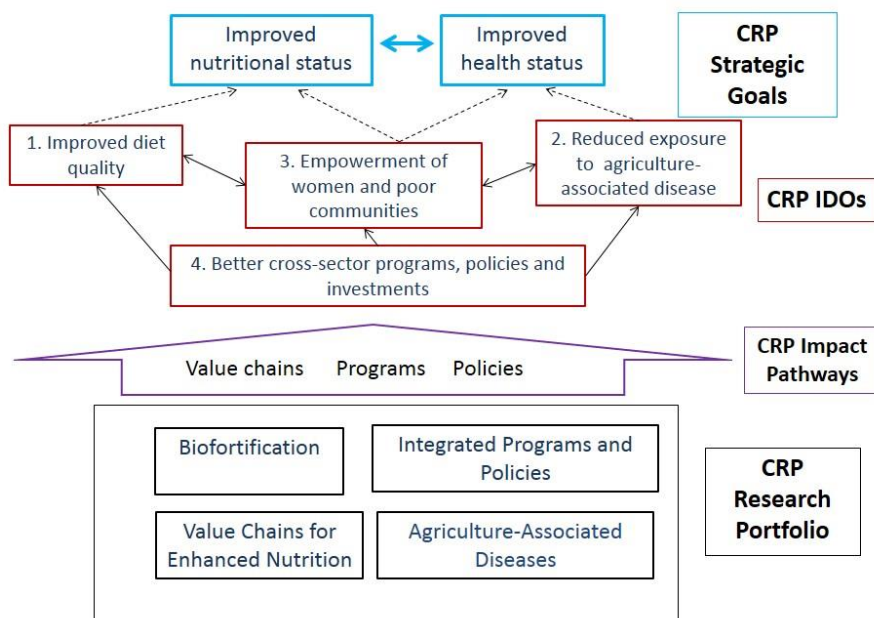 Improved
nutritional status
Improved
health status
CRP
Strategic
Goals
1. Improved diet
quality
3. Empowerment of
women and poor
communities
2. Reduced exposure
to agriculture-
associated disease
CRP IDOs
4. Better cross-sector programs, policies and
investments
Value chains Programs Policies
CRP Impact
Pathways
Biofortification
Integrated Programs and
Policies
Value Chains for
Enhanced Nutrition
Agriculture-Associated
Diseases
CRP
Research
Portfolio